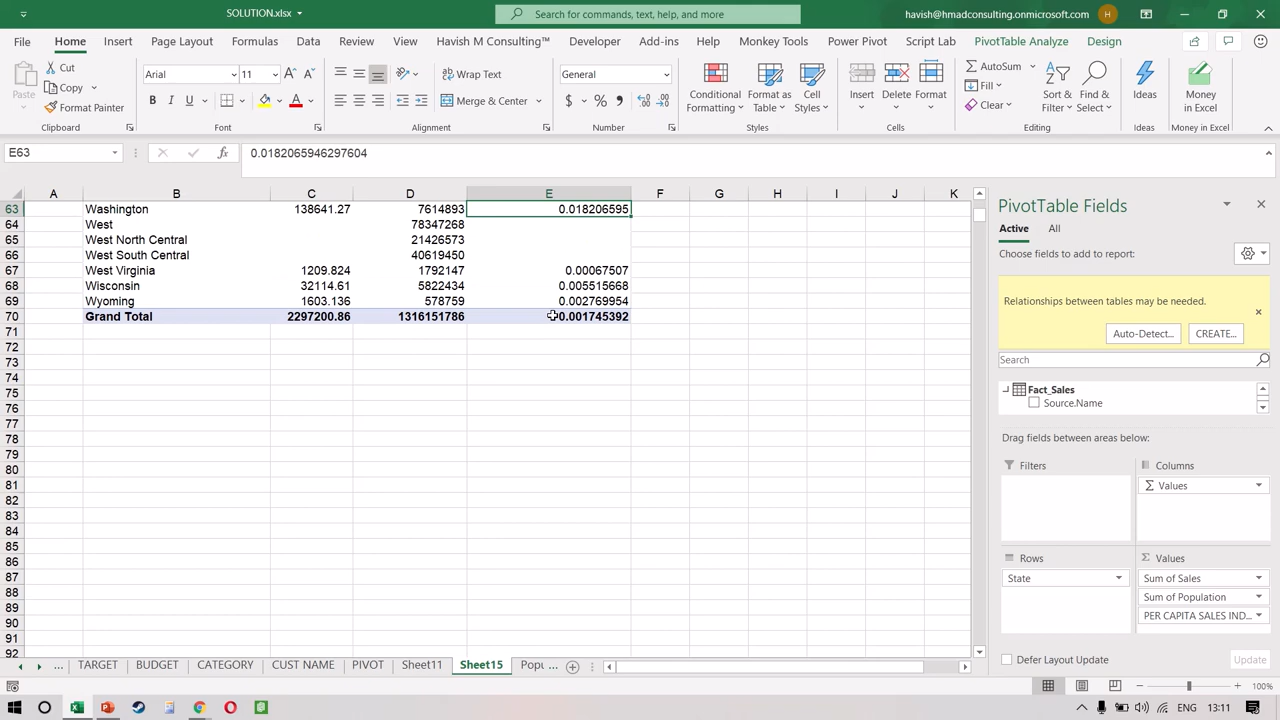 SOLUTION.xlsx
Search for commands, text, help, and more
havish@hmadconsulting.onmicrosoft.com
H
File Home Insert Page Layout Formulas Data Review View Havish M Consulting™ Developer Add-ins Help Monkey Tools Power Pivot Script Lab PivotTable Analyze Design
Paste
Cut
Copy
Format Painter
Clipboard
Arial 11
B I U
Font
Wrap Text
Merge & Center
Alignment
General
$ % ,
Number
Conditional Formatting
Format as Table
Cell Styles
Styles
Insert Delete Format
Cells
AutoSum
Fill
Clear
Sort & Filter
Find & Select
Editing
Ideas
Ideas
Money in Excel
Money in Excel
E63
fx
0.0182065946297604
A B C D E F G H I J K
63 Washington 138641.27 7614893 0.018206595
64 West 78347268
65 West North Central 21426573
66 West South Central 40619450
67 West Virginia 1209.824 1792147 0.00067507
68 Wisconsin 32114.61 5822434 0.005515668
69 Wyoming 1603.136 578759 0.002769954
70 Grand Total 2297200.86 1316151786 0.001745392
71
72
73
74
75
76
77
78
79
80
81
82
83
84
85
86
87
88
89
90
91
92
PivotTable Fields
Active All
Choose fields to add to report:
Relationships between tables may be needed.
Auto-Detect... CREATE...
Search
Fact_Sales
Source.Name
Drag fields between areas below:
Filters
Columns
Σ Values
Rows
State
Σ Values
Sum of Sales
Sum of Population
PER CAPITA SALES IND...
Defer Layout Update
Update
... TARGET BUDGET CATEGORY CUST NAME PIVOT Sheet11 Sheet15 Popu ...
100%
ENG 13:11